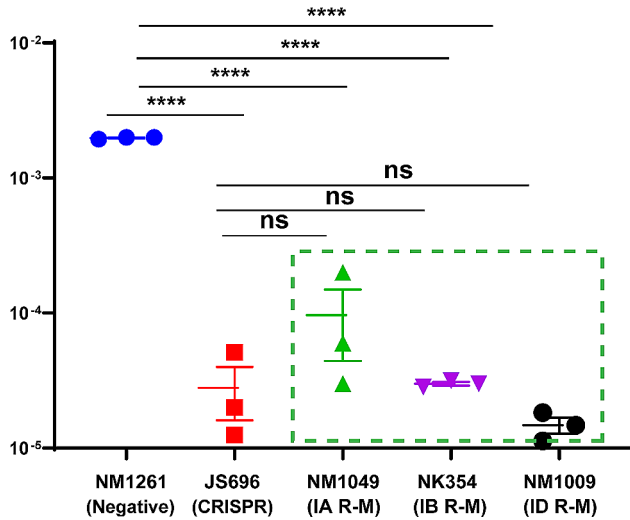 ****
10⁻²
****
****
****
10⁻³
ns
ns
ns
10⁻⁴
10⁻⁵
NM1261 JS696 NM1049 NK354 NM1009
(Negative) (CRISPR) (IA R-M) (IB R-M) (ID R-M)